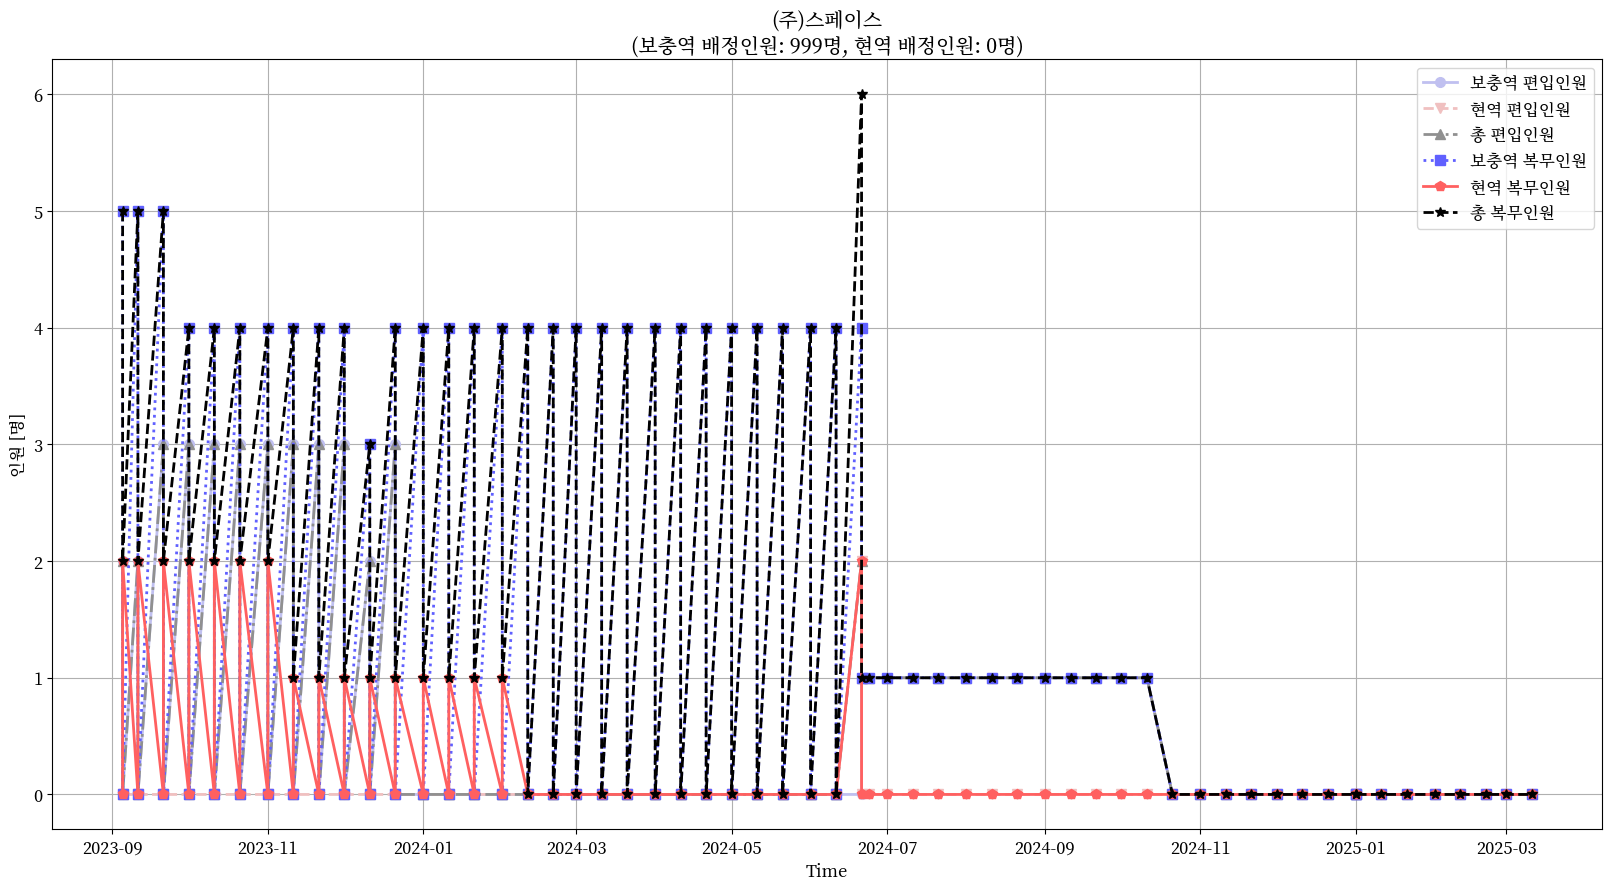 (주)스페이스
(보충역 배정인원: 999명, 현역 배정인원: 0명)
보충역 편입인원
현역 편입인원
총 편입인원
보충역 복무인원
현역 복무인원
총 복무인원
인원 [명]
6
5
4
3
2
1
0
2023-09 2023-11 2024-01 2024-03 2024-05 2024-07 2024-09 2024-11 2025-01 2025-03
Time